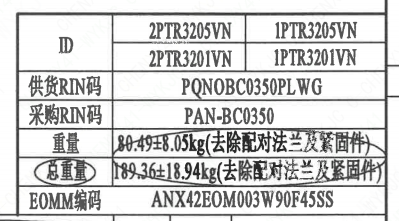 ID 2PTR3205VN 1PTR3205VN
2PTR3201VN 1PTR3201VN
供货RIN码 PQNOBC0350PLWG
采购RIN码 PAN-BC0350
重量 80.49±8.05kg(去除配对法兰及紧固件)
总重量 189.36±18.94kg(去除配对法兰及紧固件)
EOMM编码 ANX42EOM003W90F45SS